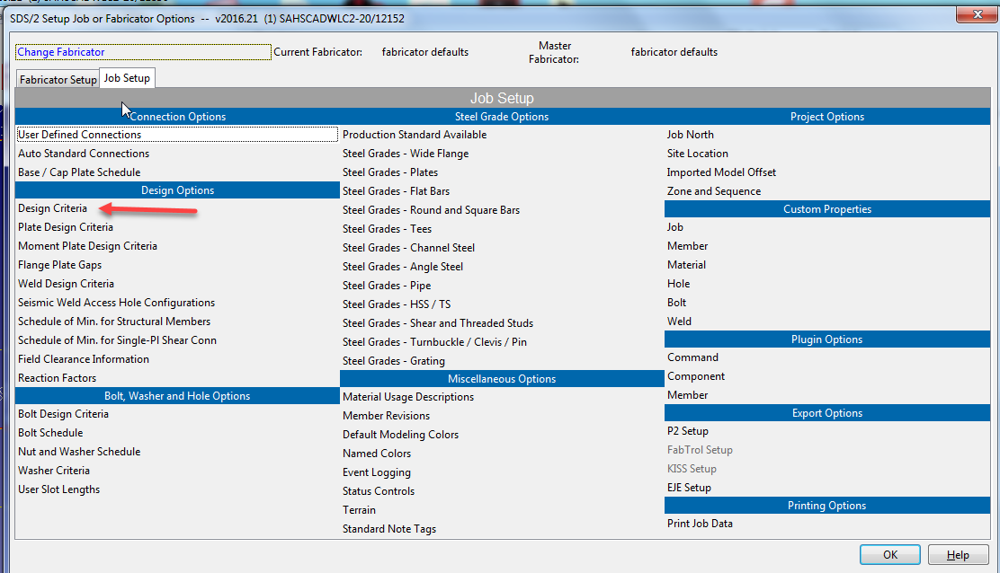 SDS/2 Setup Job or Fabricator Options -- v2016.21 (1) SAHSCADWLC2-20/12152
Change Fabricator
Current Fabricator:
fabricator defaults
Master
Fabricator:
fabricator defaults
Fabricator Setup
Job Setup
Job Setup
Connection Options
User Defined Connections
Auto Standard Connections
Base / Cap Plate Schedule
Design Options
Design Criteria
Plate Design Criteria
Moment Plate Design Criteria
Flange Plate Gaps
Weld Design Criteria
Seismic Weld Access Hole Configurations
Schedule of Min. for Structural Members
Schedule of Min. for Single-Pl Shear Conn
Field Clearance Information
Reaction Factors
Bolt, Washer and Hole Options
Bolt Design Criteria
Bolt Schedule
Nut and Washer Schedule
Washer Criteria
User Slot Lengths
Steel Grade Options
Production Standard Available
Steel Grades - Wide Flange
Steel Grades - Plates
Steel Grades - Flat Bars
Steel Grades - Round and Square Bars
Steel Grades - Tees
Steel Grades - Channel Steel
Steel Grades - Angle Steel
Steel Grades - Pipe
Steel Grades - HSS / TS
Steel Grades - Shear and Threaded Studs
Steel Grades - Turnbuckle / Clevis / Pin
Steel Grades - Grating
Miscellaneous Options
Material Usage Descriptions
Member Revisions
Default Modeling Colors
Named Colors
Event Logging
Status Controls
Terrain
Standard Note Tags
Project Options
Job North
Site Location
Imported Model Offset
Zone and Sequence
Custom Properties
Job
Member
Material
Hole
Bolt
Weld
Plugin Options
Command
Component
Member
Export Options
P2 Setup
FabTrol Setup
KISS Setup
EJE Setup
Printing Options
Print Job Data
OK
Help